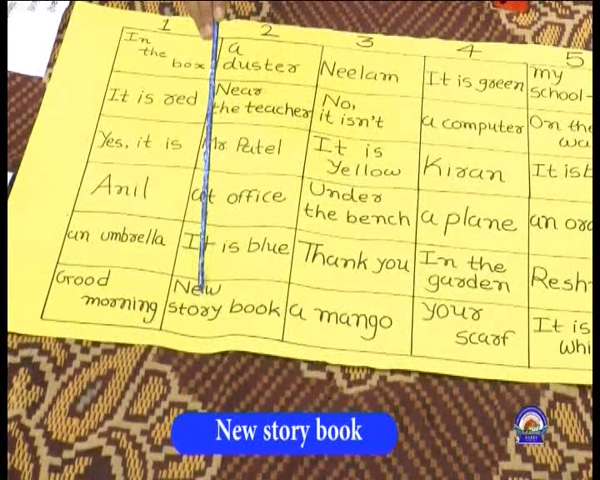 1 2 3 4 5
In
the box
a
duster
Neelam
It is green
my
school-
It is red
Near
the teacher
No,
it isn't
a computer
On the
wa
Yes, it is
Mr Patel
It is
yellow
Kiran
Anil
at office
Under
the bench
a plane
an
an umbrella
It is blue
Thank you
In the
garden
Resh-
Good
morning
New
story book
a mango
your
scarf
It is
whi
New story book